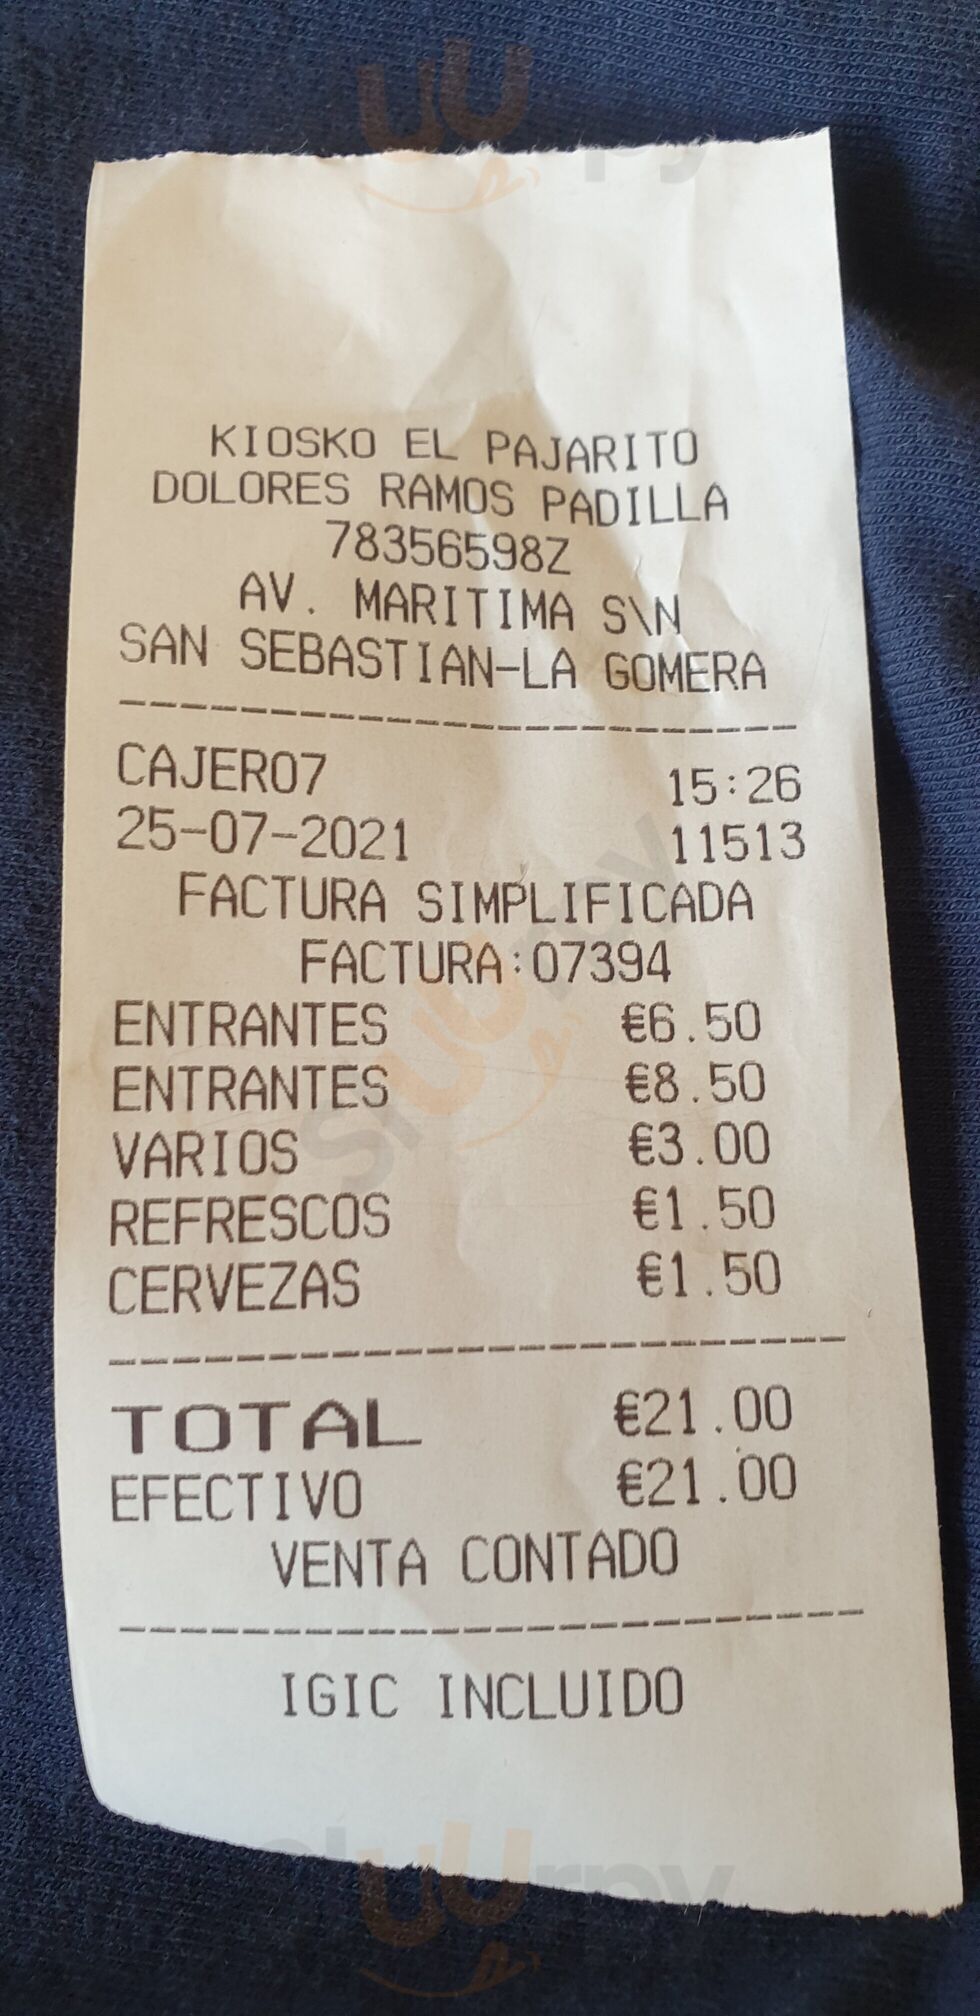 KIOSKO EL PAJARITO
DOLORES RAMOS PADILLA
78356598Z
AV. MARITIMA S\N
SAN SEBASTIAN-LA GOMERA
CAJERO7 15:26
25-07-2021 11513
FACTURA SIMPLIFICADA
FACTURA:07394
ENTRANTES €6.50
ENTRANTES €8.50
VARIOS €3.00
REFRESCOS €1.50
CERVEZAS €1.50
TOTAL €21.00
EFECTIVO €21.00
VENTA CONTADO
IGIC INCLUIDO